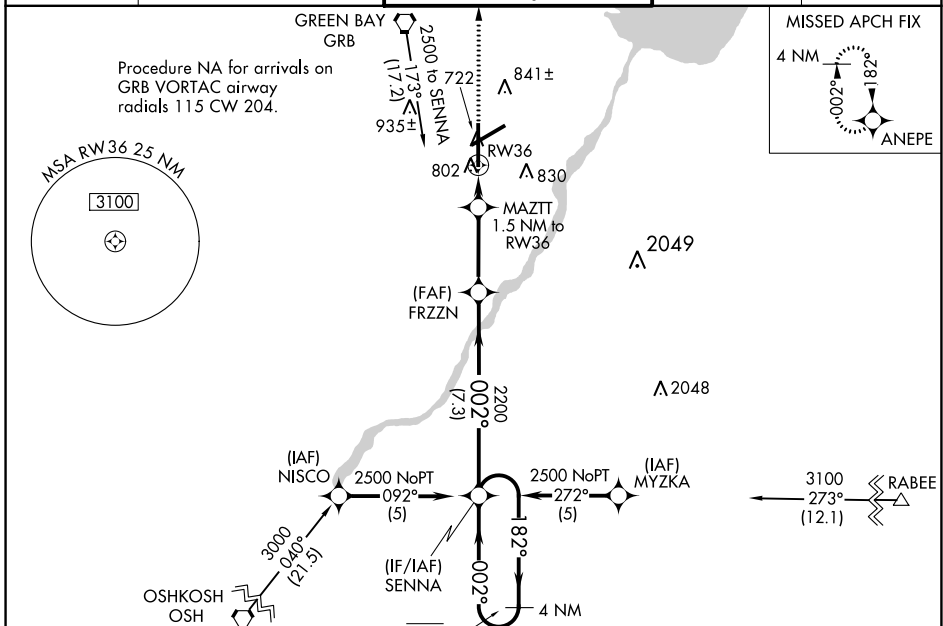 GREEN BAY
GRB
2500 to SENNA
173°
(17.2)
Procedure NA for arrivals on
GRB VORTAC airway
radials 115 CW 204.
722
841±
935±
RW36
802
830
MISSED APCH FIX
4 NM
002°
182°
ANEPE
MSA RW 36 25 NM
3100
MAZTT
1.5 NM to
RW36
2049
(FAF)
FRZZN
2200
002°
(7.3)
2048
(IAF)
NISCO
2500 NoPT
092°
(5)
2500 NoPT
272°
(5)
(IAF)
MYZKA
3100
273°
(12.1)
RABEE
3000
040°
(21.5)
(IF/IAF)
SENNA
182°
002°
4 NM
OSHKOSH
OSH